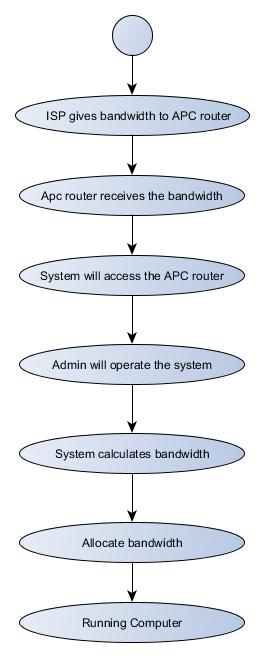 ISP gives bandwidth to APC router
Apc router receives the bandwidth
System will access the APC router
Admin will operate the system
System calculates bandwidth
Allocate bandwidth
Running Computer